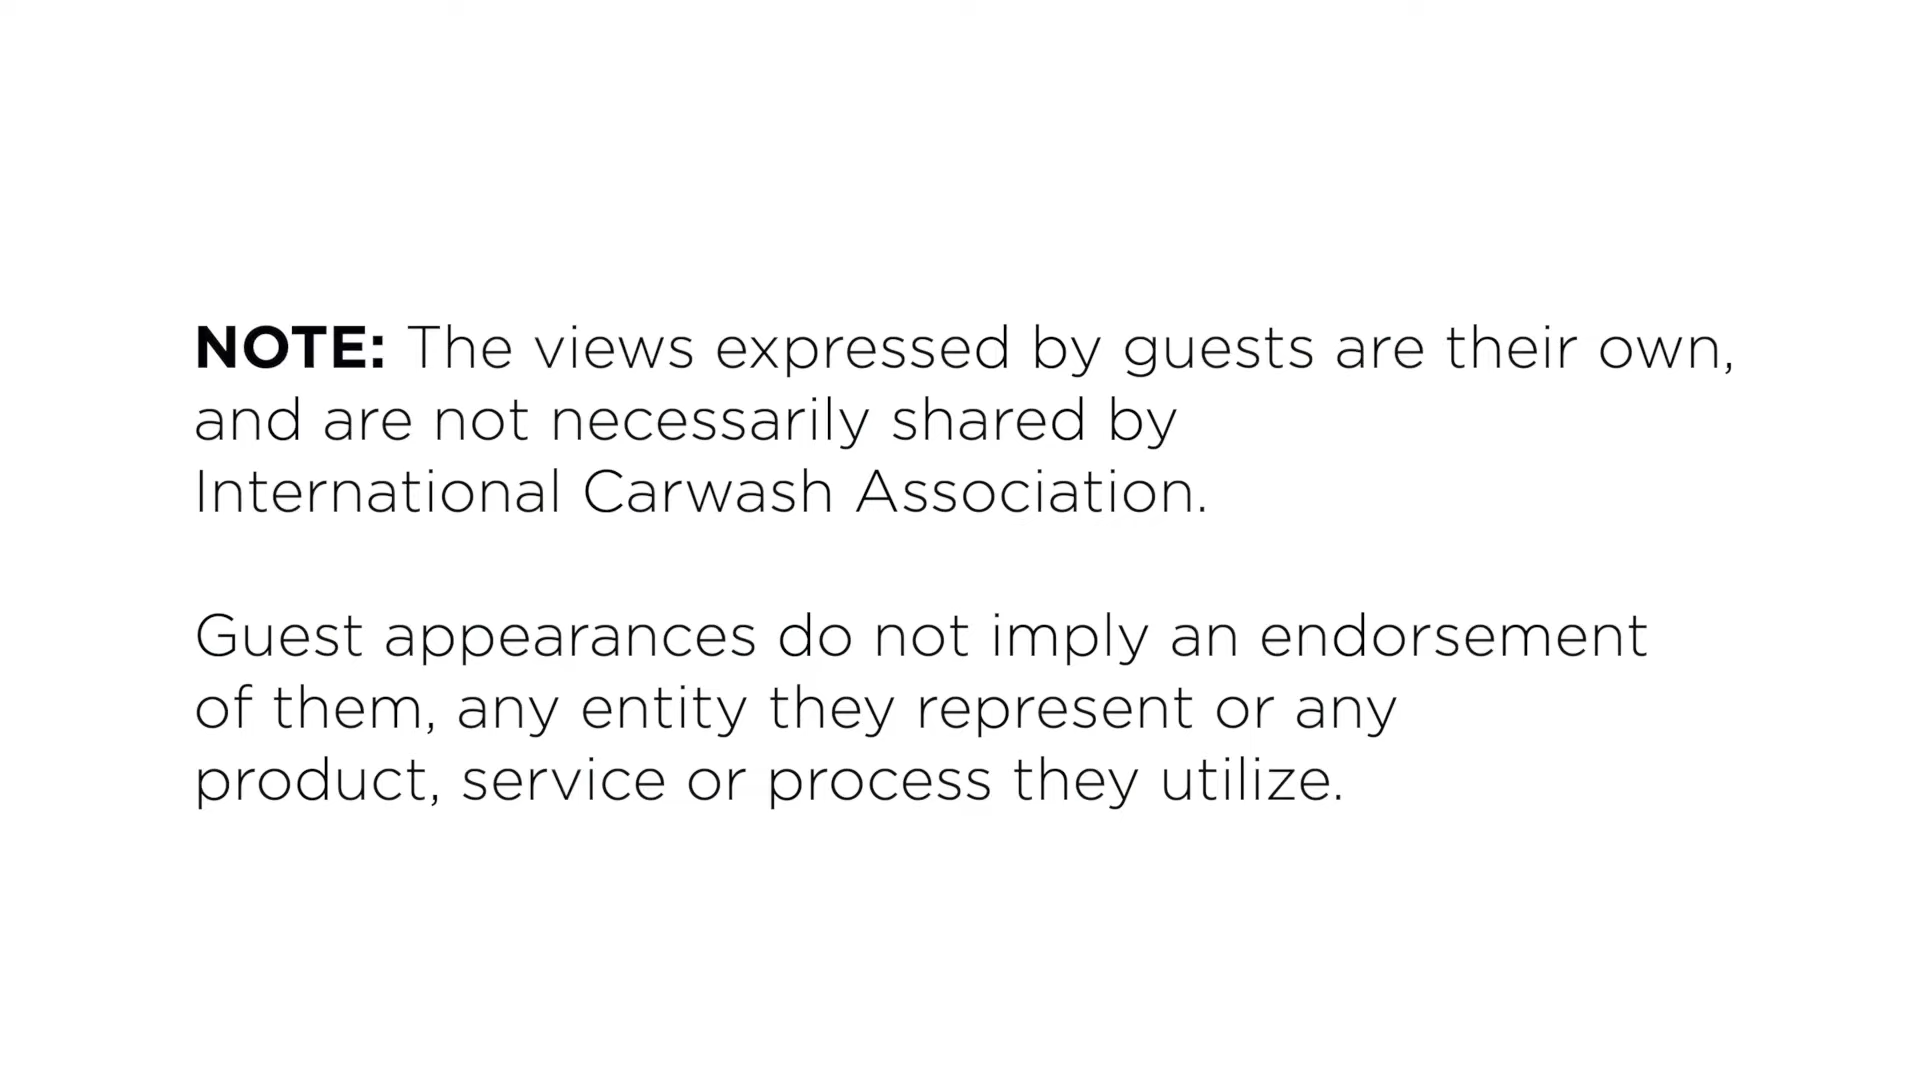 NOTE: The views expressed by guests are their own,
and are not necessarily shared by
International Carwash Association.
Guest appearances do not imply an endorsement
of them, any entity they represent or any
product, service or process they utilize.